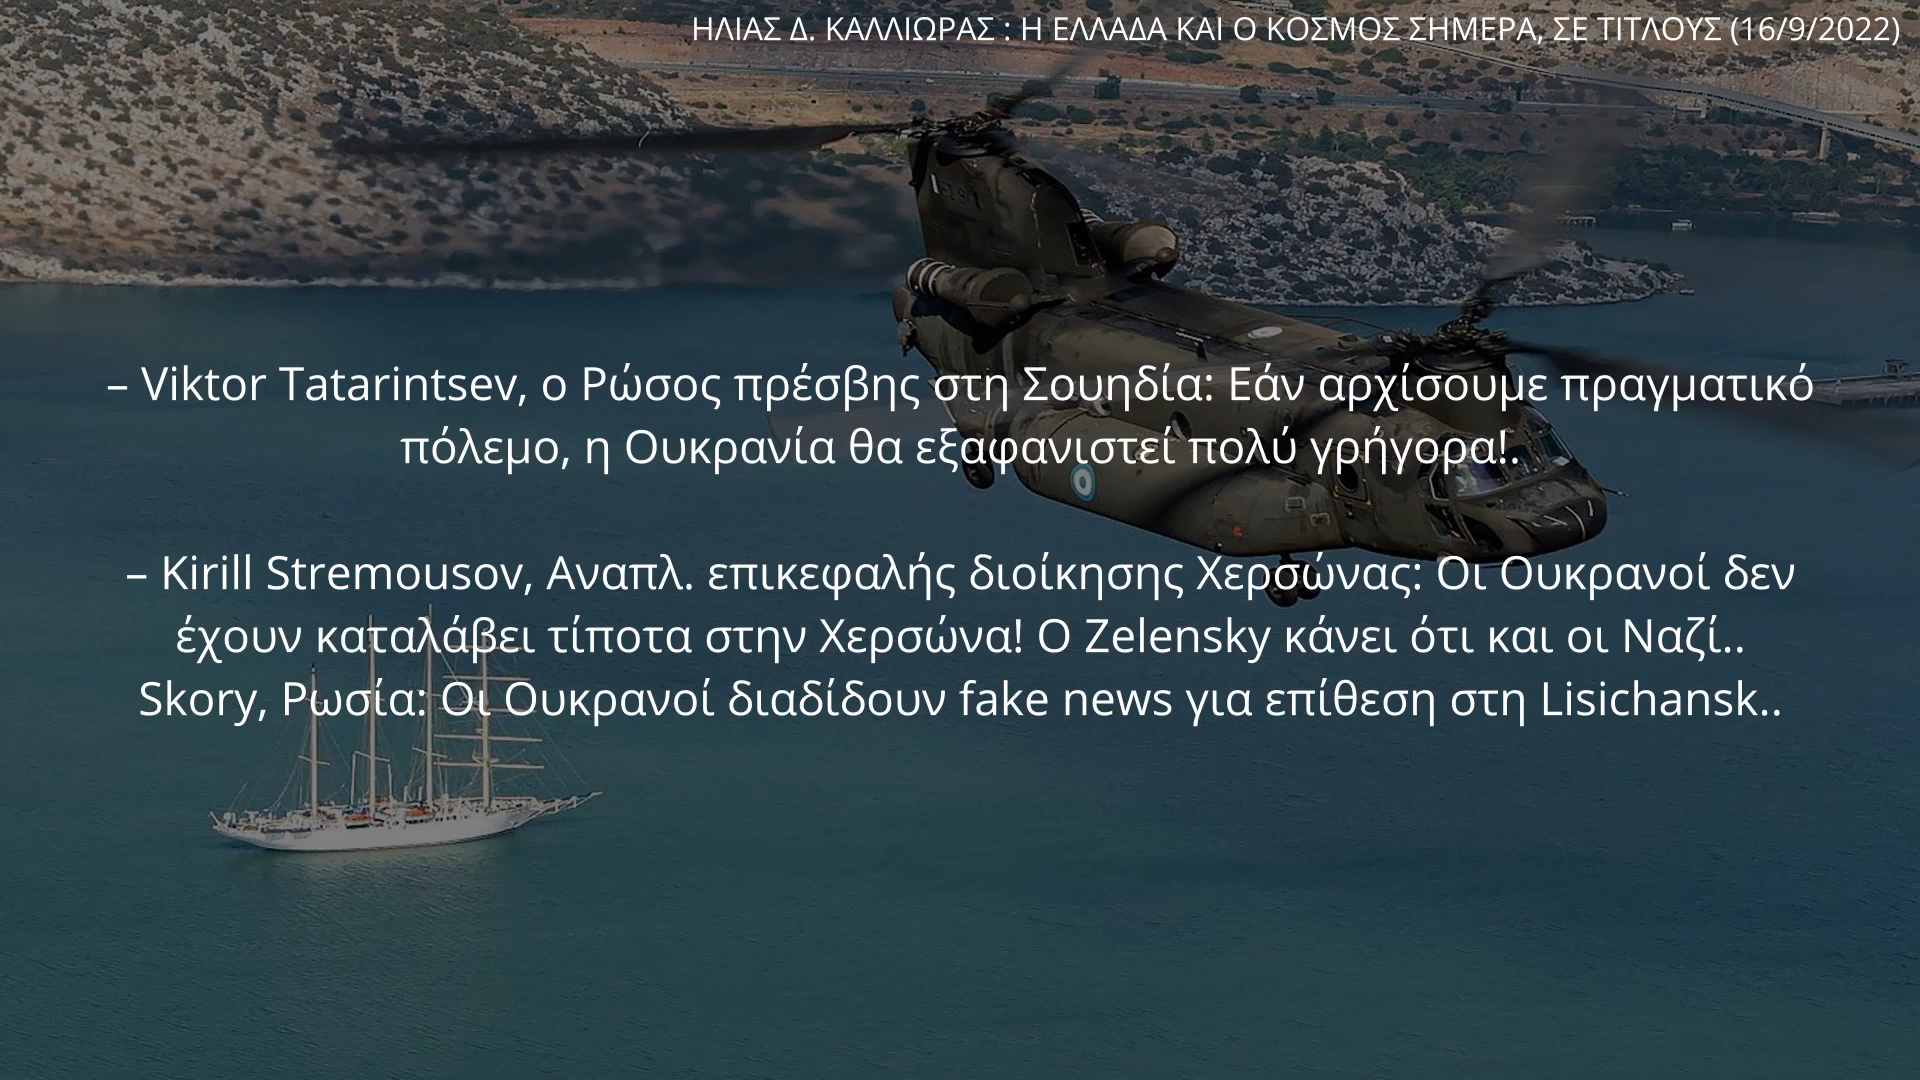 ΗΛΙΑΣ Δ. ΚΑΛΛΙΩΡΑΣ : Η ΕΛΛΑΔΑ ΚΑΙ Ο ΚΟΣΜΟΣ ΣΗΜΕΡΑ, ΣΕ ΤΙΤΛΟΥΣ (16/9/2022)
– Viktor Tatarintsev, ο Ρώσος πρέσβης στη Σουηδία: Εάν αρχίσουμε πραγματικό
πόλεμο, η Ουκρανία θα εξαφανιστεί πολύ γρήγορα!.
– Kirill Stremousov, Αναπλ. επικεφαλής διοίκησης Χερσώνας: Οι Ουκρανοί δεν
έχουν καταλάβει τίποτα στην Χερσώνα! Ο Zelensky κάνει ότι και οι Ναζί..
Skory, Ρωσία: Οι Ουκρανοί διαδίδουν fake news για επίθεση στη Lisichansk..